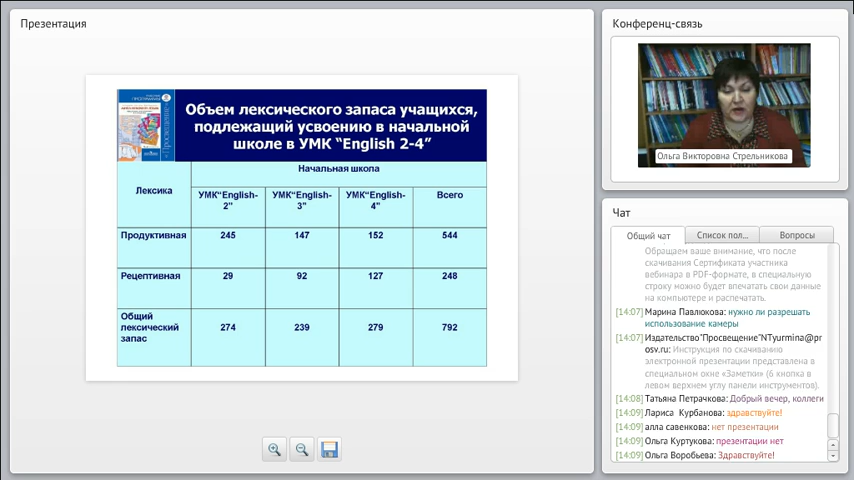 Презентация
Объем лексического запаса учащихся,
подлежащий усвоению в начальной
школе в УМК “English 2-4”
Лексика
Начальная школа
УМК“English-
2"
УМК“English-
3"
УМК“English-
4"
Всего
Продуктивная 245 147 152 544
Рецептивная 29 92 127 248
Общий
лексический
запас
274 239 279 792
Конференц-связь
Ольга Викторовна Стрельникова
Чат
Общий чат
Список пол...
Вопросы
Обращаем ваше внимание, что после
скачивания Сертификата участника
вебинара в PDF-формате, в специальную
строку можно будет впечатать свои данные
на компьютере и распечатать.
[14:07] Марина Павлюкова: нужно ли разрешать
использование камеры
[14:07] Издательство"Просвещение"NTyurmina@pr
osv.ru: Инструкция по скачиванию
электронной презентации представлена в
специальном окне «Заметки» (6 кнопка в
левом верхнем углу панели инструментов).
[14:08] Татьяна Петрачкова: Добрый вечер, коллеги
[14:09] Лариса Курбанова: здравствуйте!
[14:09] алла савенкова: нет презентации
[14:09] Ольга Куртукова: презентации нет
[14:09] Ольга Воробьева: Здравствуйте!